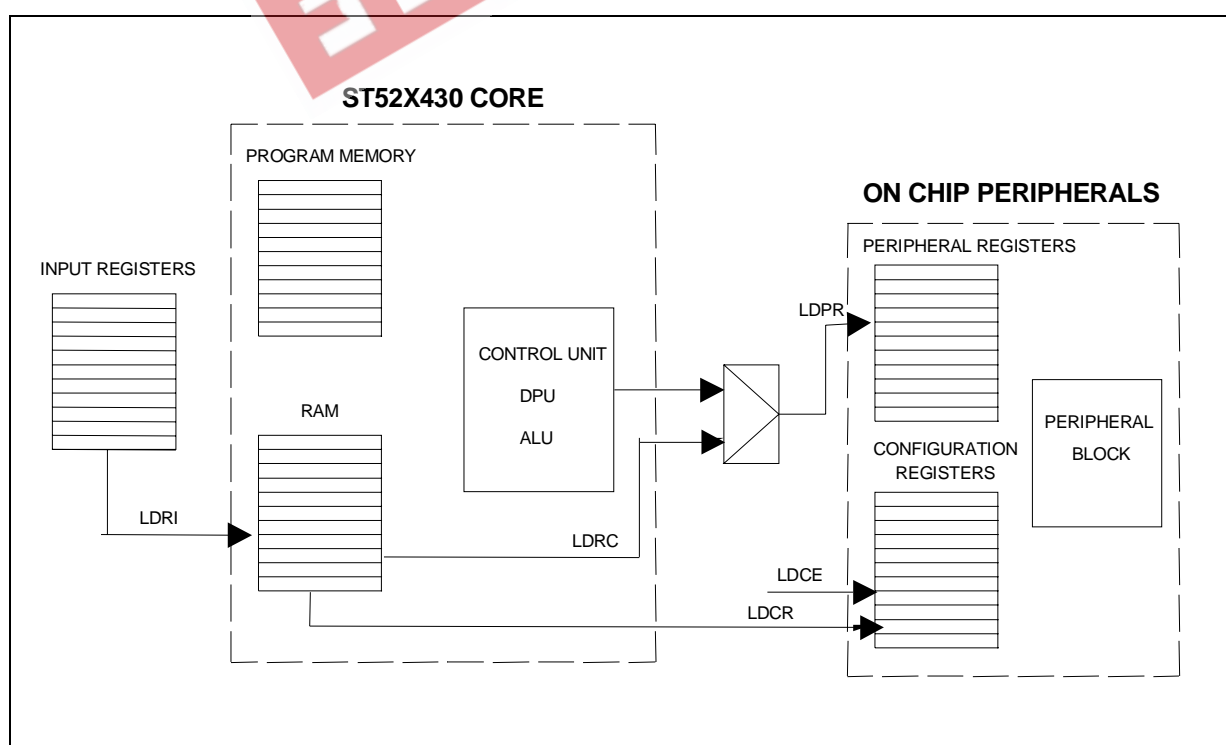 ST52X430 CORE
PROGRAM MEMORY
ON CHIP PERIPHERALS
PERIPHERAL REGISTERS
INPUT REGISTERS
LDPR
CONTROL UNIT
DPU
ALU
RAM
PERIPHERAL
BLOCK
CONFIGURATION
REGISTERS
LDRI
LDRC
LDCE
LDCR